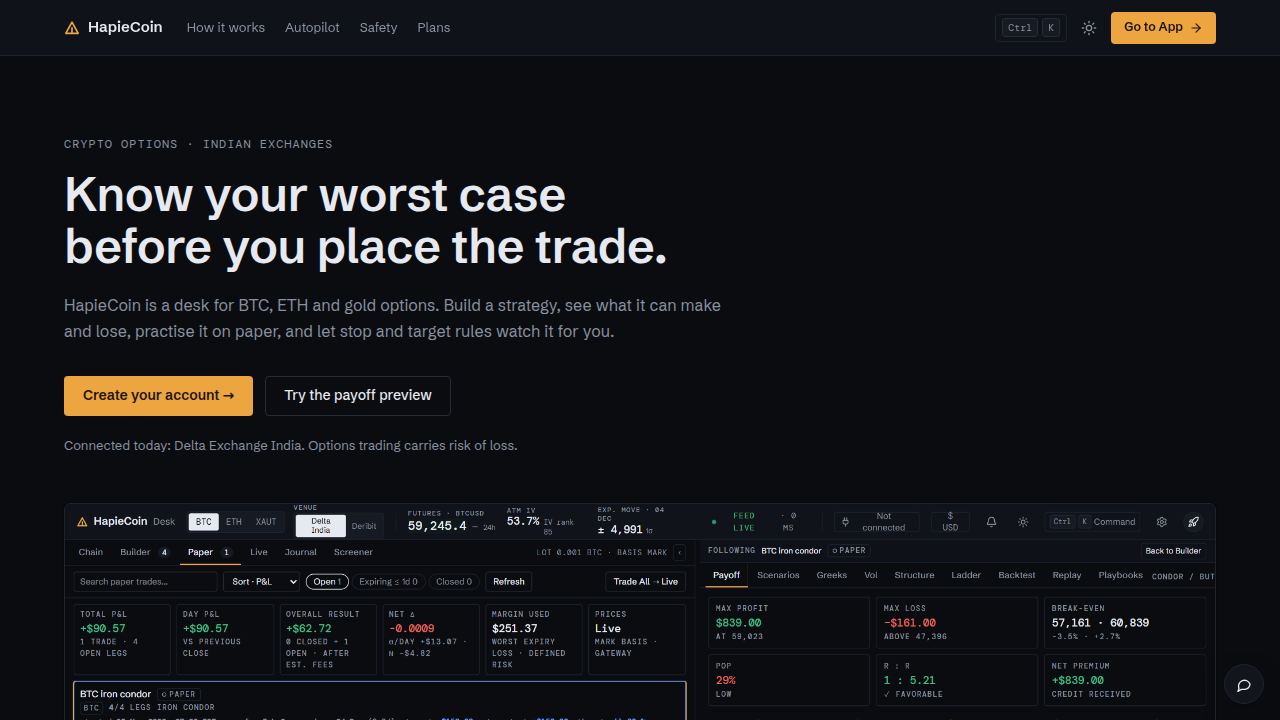 HapieCoin How it works Autopilot Safety Plans Ctrl K Go to App →
CRYPTO OPTIONS · INDIAN EXCHANGES
Know your worst case
before you place the trade.
HapieCoin is a desk for BTC, ETH and gold options. Build a strategy, see what it can make
and lose, practise it on paper, and let stop and target rules watch it for you.
Create your account → Try the payoff preview
Connected today: Delta Exchange India. Options trading carries risk of loss.
HapieCoin Desk BTC ETH XAUT
VENUE
Delta India Deribit
FUTURES · BTCUSD
59,245.4 — 24h
ATM IV
53.7% IV rank 85
EXP. MOVE · 04 DEC
± 4,991 1σ
FEED LIVE · 0 MS
Not connected
$ USD
Ctrl K Command
Chain Builder 4 Paper 1 Live Journal Screener LOT 0.001 BTC · BASIS MARK ‹
FOLLOWING BTC iron condor ○ PAPER Back to Builder
Search paper trades... Sort · P&L Open 1 Expiring ≤ 1d 0 Closed 0 Refresh Trade All → Live
Payoff Scenarios Greeks Vol Structure Ladder Backtest Replay Playbooks CONDOR / BUT
TOTAL P&L
+$90.57
1 TRADE · 4
OPEN LEGS
DAY P&L
+$90.57
VS PREVIOUS
CLOSE
OVERALL RESULT
+$62.72
0 CLOSED + 1
OPEN · AFTER
EST. FEES
NET Δ
-0.0009
MARGIN USED
$251.37
WORST EXPIRY
LOSS · DEFINED
RISK
PRICES
Live
MARK BASIS ·
GATEWAY
MAX PROFIT
$839.00
AT 59,023
MAX LOSS
-$161.00
ABOVE 47,396
BREAK-EVEN
57,161 · 60,839
-3.5% · +2.7%
POP
29%
LOW
R : R
1 : 5.21
✓ FAVORABLE
NET PREMIUM
+$839.00
CREDIT RECEIVED
BTC iron condor ○ PAPER
BTC 4/4 LEGS IRON CONDOR